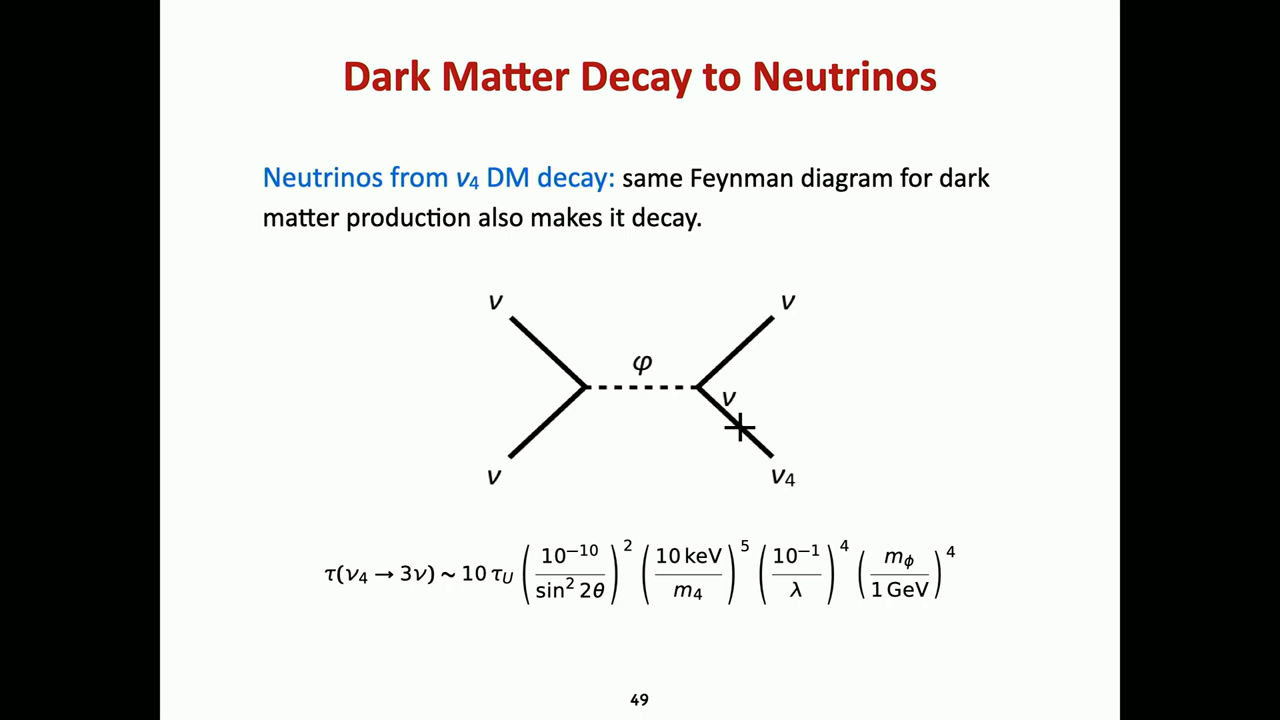 Dark Matter Decay to Neutrinos
Neutrinos from ν₄ DM decay: same Feynman diagram for dark
matter production also makes it decay.
ν ν
φ
ν
ν ν₄
τ(ν₄ → 3ν) ~ 10 τ_U (10⁻¹⁰ / sin² 2θ)² (10 keV / m₄)⁵ (10⁻¹ / λ)⁴ (m_ϕ / 1 GeV)⁴
49